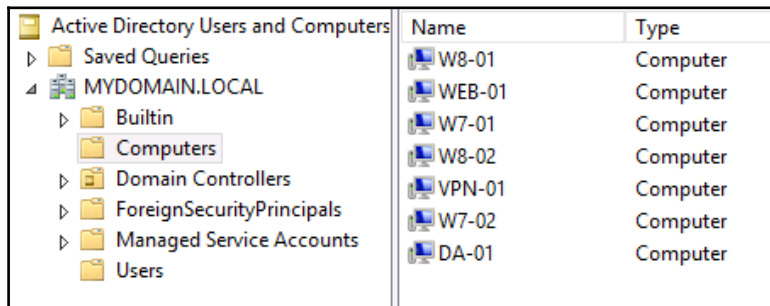 Active Directory Users and Computers
Saved Queries
MYDOMAIN.LOCAL
Builtin
Computers
Domain Controllers
ForeignSecurityPrincipals
Managed Service Accounts
Users
Name Type
W8-01 Computer
WEB-01 Computer
W7-01 Computer
W8-02 Computer
VPN-01 Computer
W7-02 Computer
DA-01 Computer